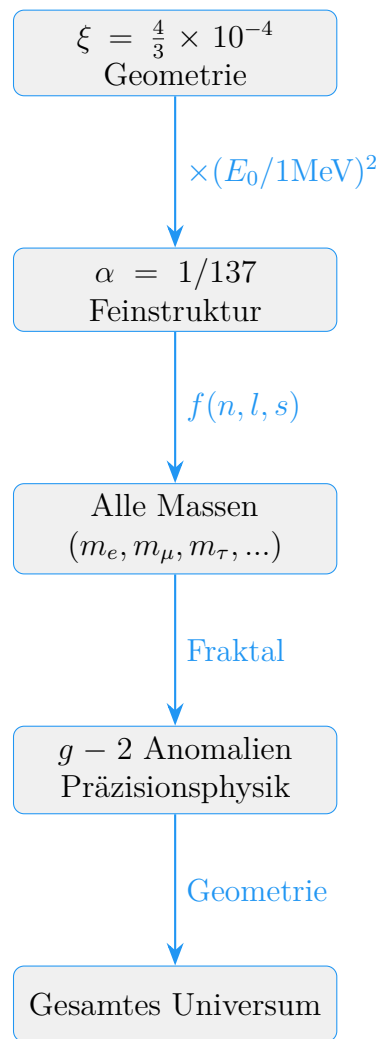 ξ = 4/3 × 10⁻⁴
Geometrie
×(E₀/1MeV)²
α = 1/137
Feinstruktur
f(n, l, s)
Alle Massen
(mₑ, m_μ, m_τ, ...)
Fraktal
g − 2 Anomalien
Präzisionsphysik
Geometrie
Gesamtes Universum